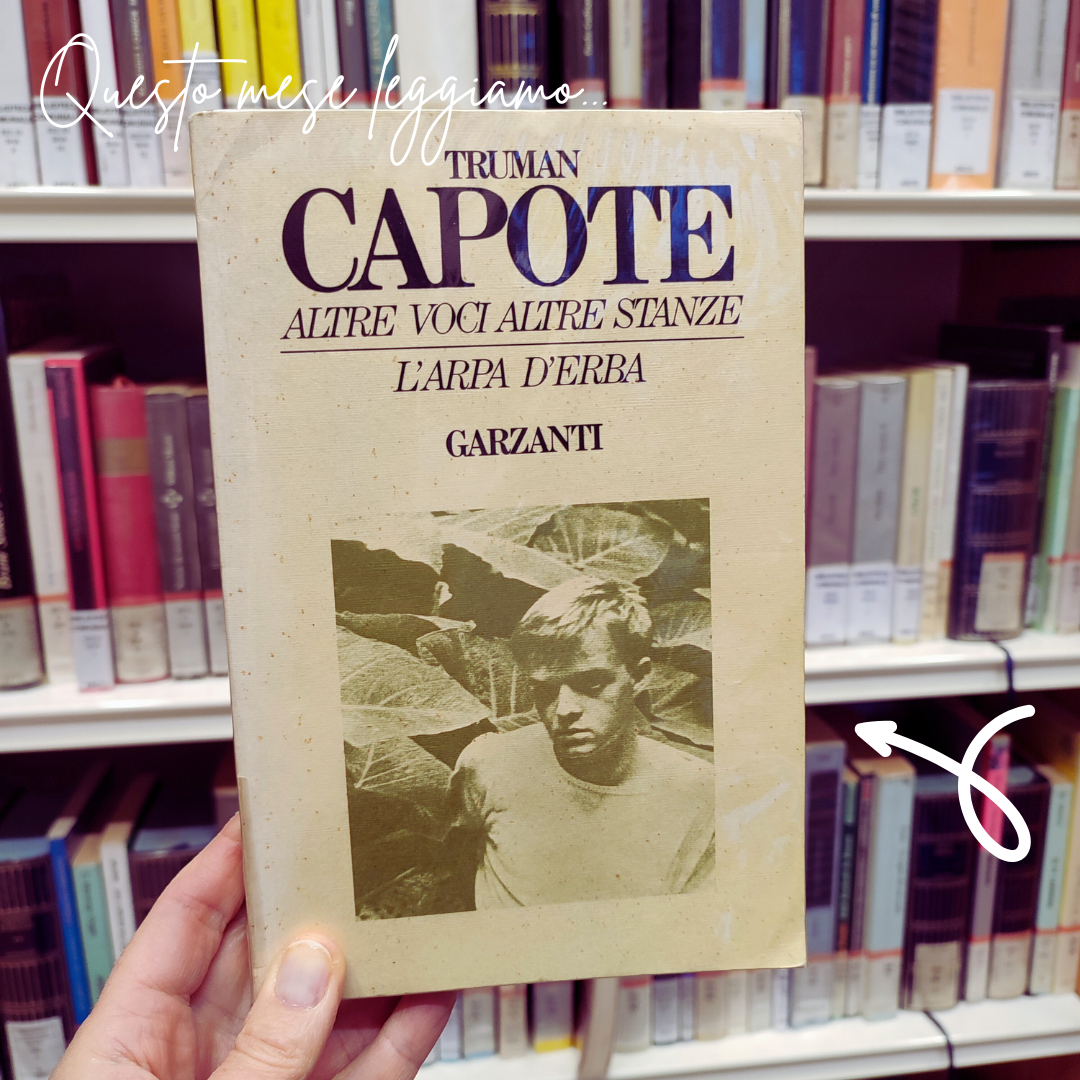 Questo mese leggiamo...
TRUMAN
CAPOTE
ALTRE VOCI ALTRE STANZE
L'ARPA D'ERBA
GARZANTI